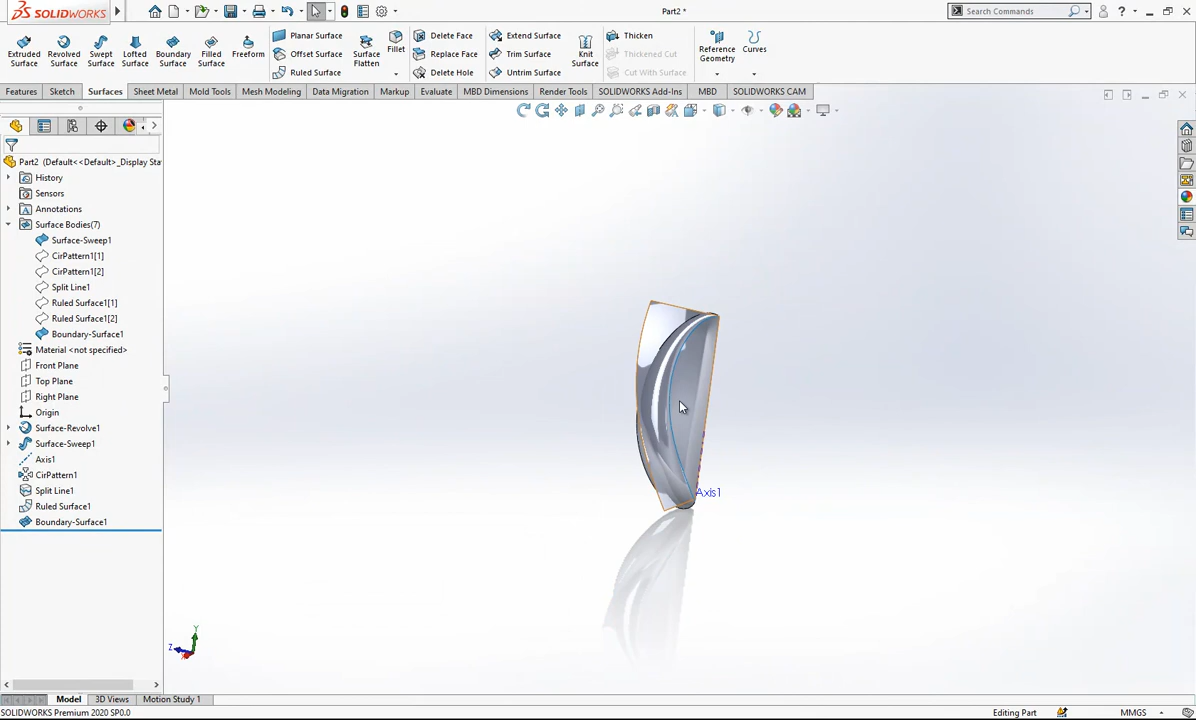 SOLIDWORKS
Part2 *
Search Commands
Extruded Surface
Revolved Surface
Swept Surface
Lofted Surface
Boundary Surface
Filled Surface
Freeform
Planar Surface
Offset Surface
Ruled Surface
Surface Flatten
Fillet
Delete Face
Replace Face
Delete Hole
Extend Surface
Trim Surface
Untrim Surface
Knit Surface
Thicken
Thickened Cut
Cut With Surface
Reference Geometry
Curves
Features
Sketch
Surfaces
Sheet Metal
Mold Tools
Mesh Modeling
Data Migration
Markup
Evaluate
MBD Dimensions
Render Tools
SOLIDWORKS Add-Ins
MBD
SOLIDWORKS CAM
Part2 (Default<<Default>_Display Sta
History
Sensors
Annotations
Surface Bodies(7)
Surface-Sweep1
CirPattern1[1]
CirPattern1[2]
Split Line1
Ruled Surface1[1]
Ruled Surface1[2]
Boundary-Surface1
Material <not specified>
Front Plane
Top Plane
Right Plane
Origin
Surface-Revolve1
Surface-Sweep1
Axis1
CirPattern1
Split Line1
Ruled Surface1
Boundary-Surface1
Axis1
Y
Z
X
Model
3D Views
Motion Study 1
SOLIDWORKS Premium 2020 SP0.0
Editing Part
MMGS